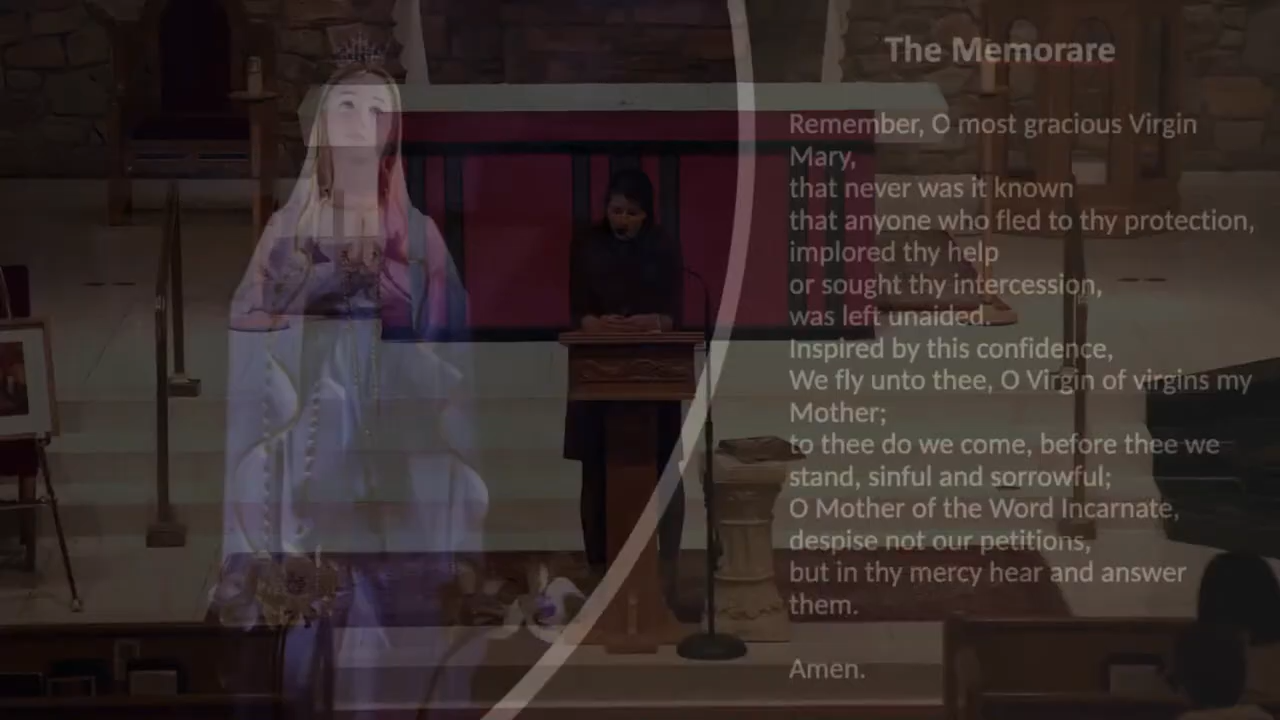 The Memorare
Remember, O most gracious Virgin
Mary,
that never was it known
that anyone who fled to thy protection,
implored thy help
or sought thy intercession,
was left unaided.
Inspired by this confidence,
We fly unto thee, O Virgin of virgins my
Mother;
to thee do we come, before thee we
stand, sinful and sorrowful;
O Mother of the Word Incarnate,
despise not our petitions,
but in thy mercy hear and answer
them.
Amen.